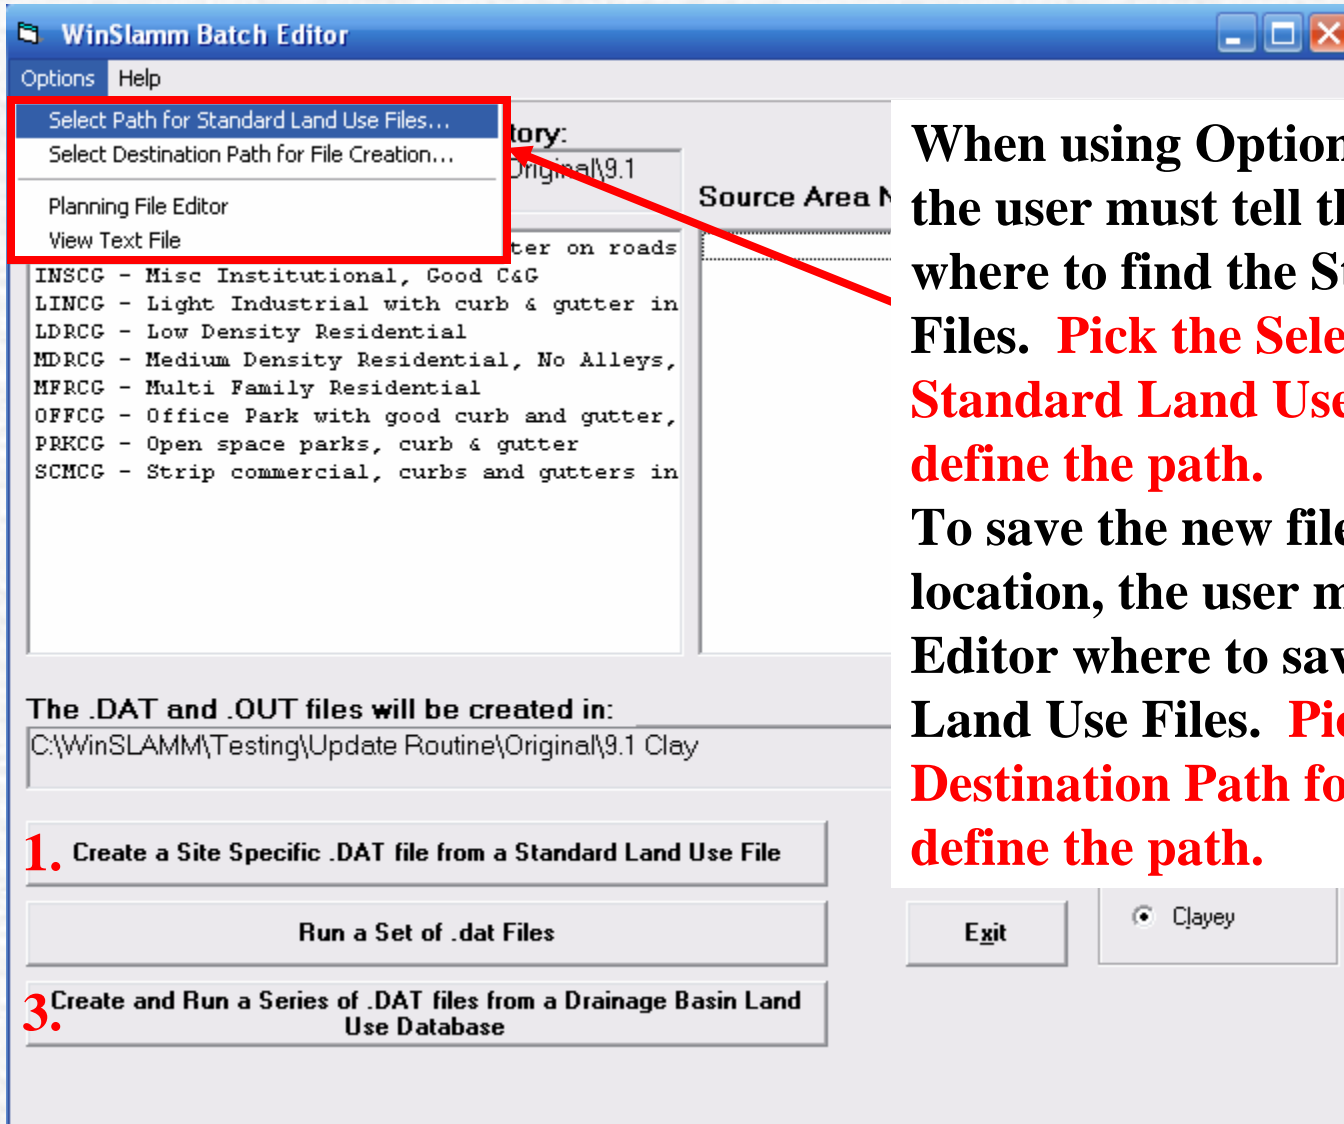 WinSlamm Batch Editor
Options Help
Select Path for Standard Land Use Files...
Select Destination Path for File Creation...
Planning File Editor
View Text File
tory:
Original\9.1
Source Area N
ter on roads
INSCG - Misc Institutional, Good C&G
LINCG - Light Industrial with curb & gutter in
LDRCG - Low Density Residential
MDRCG - Medium Density Residential, No Alleys,
MFRCG - Multi Family Residential
OFFCG - Office Park with good curb and gutter,
PRKCG - Open space parks, curb & gutter
SCMCG - Strip commercial, curbs and gutters in
When using Option
the user must tell th
where to find the St
Files. Pick the Sele
Standard Land Use
define the path.
To save the new file
location, the user m
Editor where to sav
Land Use Files. Pic
Destination Path fo
define the path.
The .DAT and .OUT files will be created in:
C:\WinSLAMM\Testing\Update Routine\Original\9.1 Clay
1. Create a Site Specific .DAT file from a Standard Land Use File
Run a Set of .dat Files
3. Create and Run a Series of .DAT files from a Drainage Basin Land
Use Database
Exit
Clayey